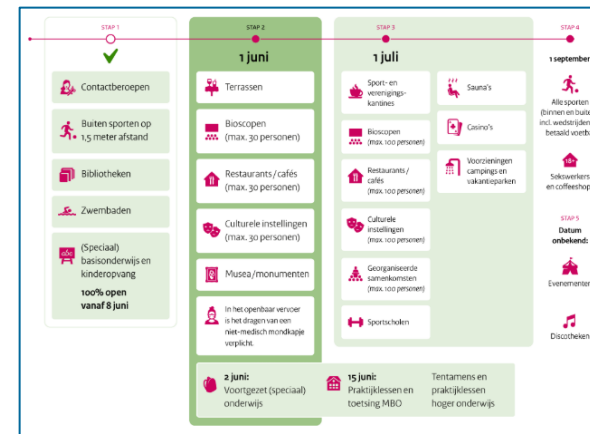 STAP 1
Contactberoepen
Buiten sporten op
1,5 meter afstand
Bibliotheken
Zwembaden
abc
(Speciaal)
basisonderwijs en
kinderopvang
100% open
vanaf 8 juni
STAP 2
1 juni
Terrassen
Bioscopen
(max. 30 personen)
Restaurants/cafés
(max. 30 personen)
Culturele instellingen
(max. 30 personen)
Musea/monumenten
In het openbaar vervoer
is het dragen van een
niet-medisch mondkapje
verplicht.
2 juni:
Voortgezet (speciaal)
onderwijs
15 juni:
Praktijklessen en
toetsing MBO
Tentamens en
praktijklessen
hoger onderwijs
STAP 3
1 juli
Sport- en
verenigings-
kantines
Bioscopen
(max. 100 personen)
Restaurants/
cafés
(max. 100 personen)
Culturele
instellingen
(max. 100 personen)
Georganiseerde
samenkomsten
(max. 100 personen)
Sportscholen
Sauna's
Casino's
Voorzieningen
campings en
vakantieparken
STAP 4
1 september
Alle sporten
(binnen en buite
incl. wedstrijden
betaald voetb
18+
Sekswerkers
en coffeeshop
STAP 5
Datum
onbekend:
Evenementen
Discotheken